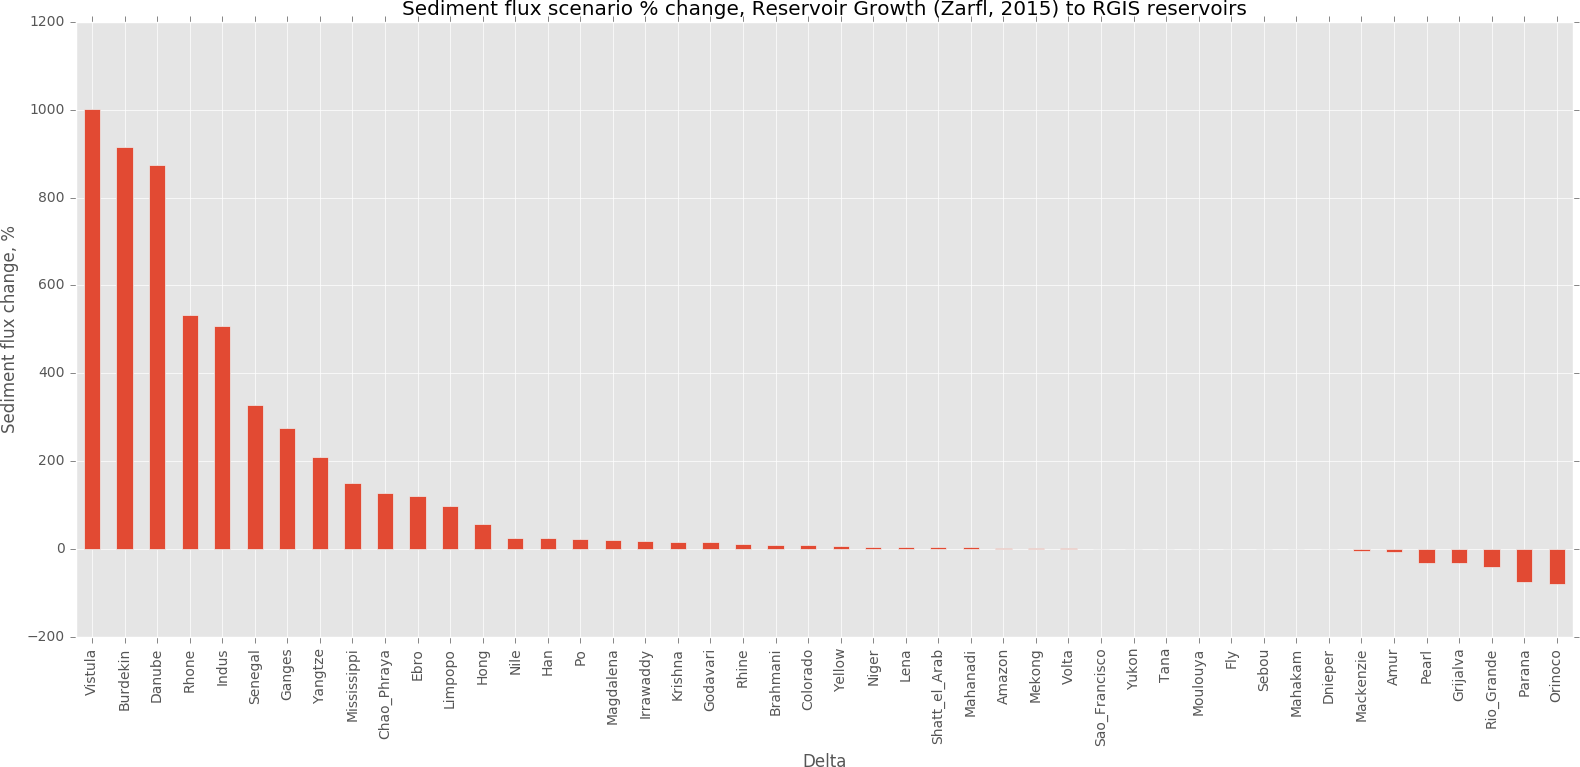 Sediment flux scenario % change, Reservoir Growth (Zarfl, 2015) to RGIS reservoirs
Sediment flux change, %
1200
1000
800
600
400
200
0
−200
Vistula
Burdekin
Danube
Rhone
Indus
Senegal
Ganges
Yangtze
Mississippi
Chao_Phraya
Ebro
Limpopo
Hong
Nile
Han
Po
Magdalena
Irrawaddy
Krishna
Godavari
Rhine
Brahmani
Colorado
Yellow
Niger
Lena
Shatt_el_Arab
Mahanadi
Amazon
Mekong
Volta
Sao_Francisco
Yukon
Tana
Moulouya
Fly
Sebou
Mahakam
Dnieper
Mackenzie
Amur
Pearl
Grijalva
Rio_Grande
Parana
Orinoco
Delta